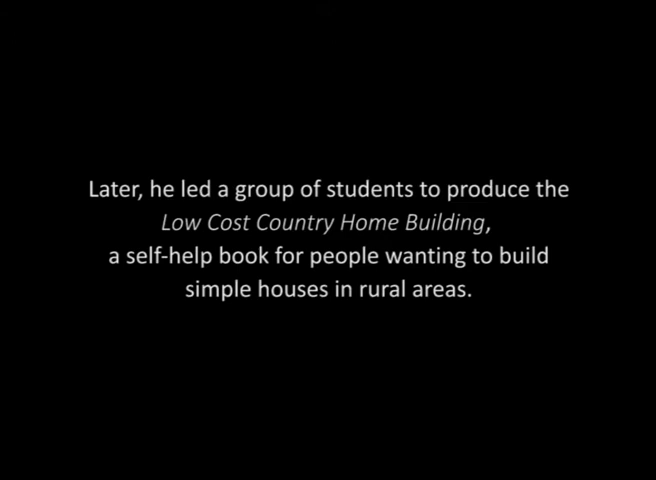 Later, he led a group of students to produce the
Low Cost Country Home Building,
a self-help book for people wanting to build
simple houses in rural areas.